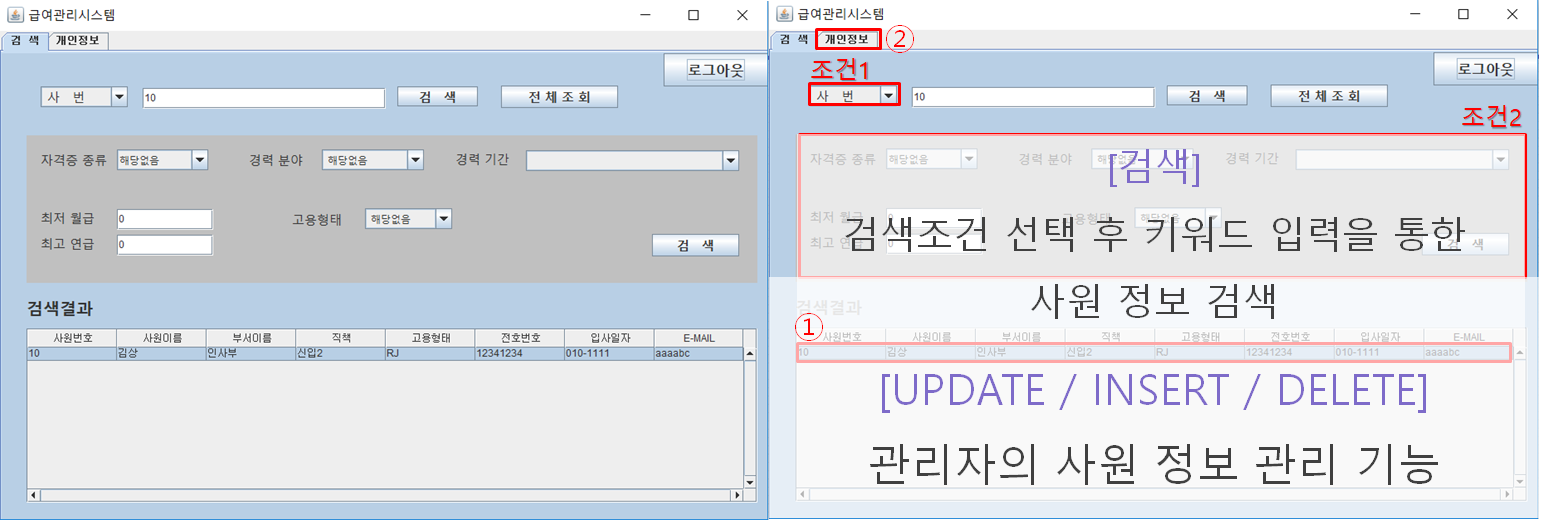 급여관리시스템
검 색 개인정보
로그아웃
사 번 10 검 색 전체조회
자격증 종류 해당없음 경력 분야 해당없음 경력 기간
최저 월급 0 고용형태 해당없음
최고 연급 0
검 색
검색결과
사원번호 사원이름 부서이름 직책 고용형태 전호번호 입사일자 E-MAIL
10 김상 인사부 신입2 RJ 12341234 010-1111 aaaabc
급여관리시스템
검 색 개인정보 ②
로그아웃
조건1
사 번 10 검 색 전체조회
조건2
자격증 종류 해당없음 경력 분야 해당없음 경력 기간
[검색]
최저 월급 0 고용형태 해당없음
검색조건 선택 후 키워드 입력을 통한
최고 연급 0 검 색
사원 정보 검색
검색결과
①
사원번호 사원이름 부서이름 직책 고용형태 전호번호 입사일자 E-MAIL
10 김상 인사부 신입2 RJ 12341234 010-1111 aaaabc
[UPDATE / INSERT / DELETE]
관리자의 사원 정보 관리 기능